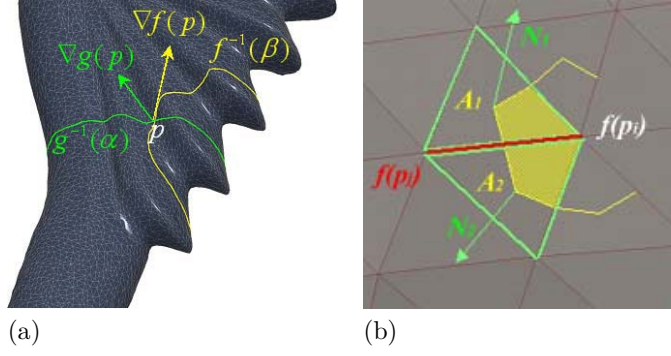 ∇f(p)
f⁻¹(β)
∇g(p)
p
g⁻¹(α)
N₁
A₁
f(pᵢ)
f(pⱼ)
A₂
N₂
(a)
(b)